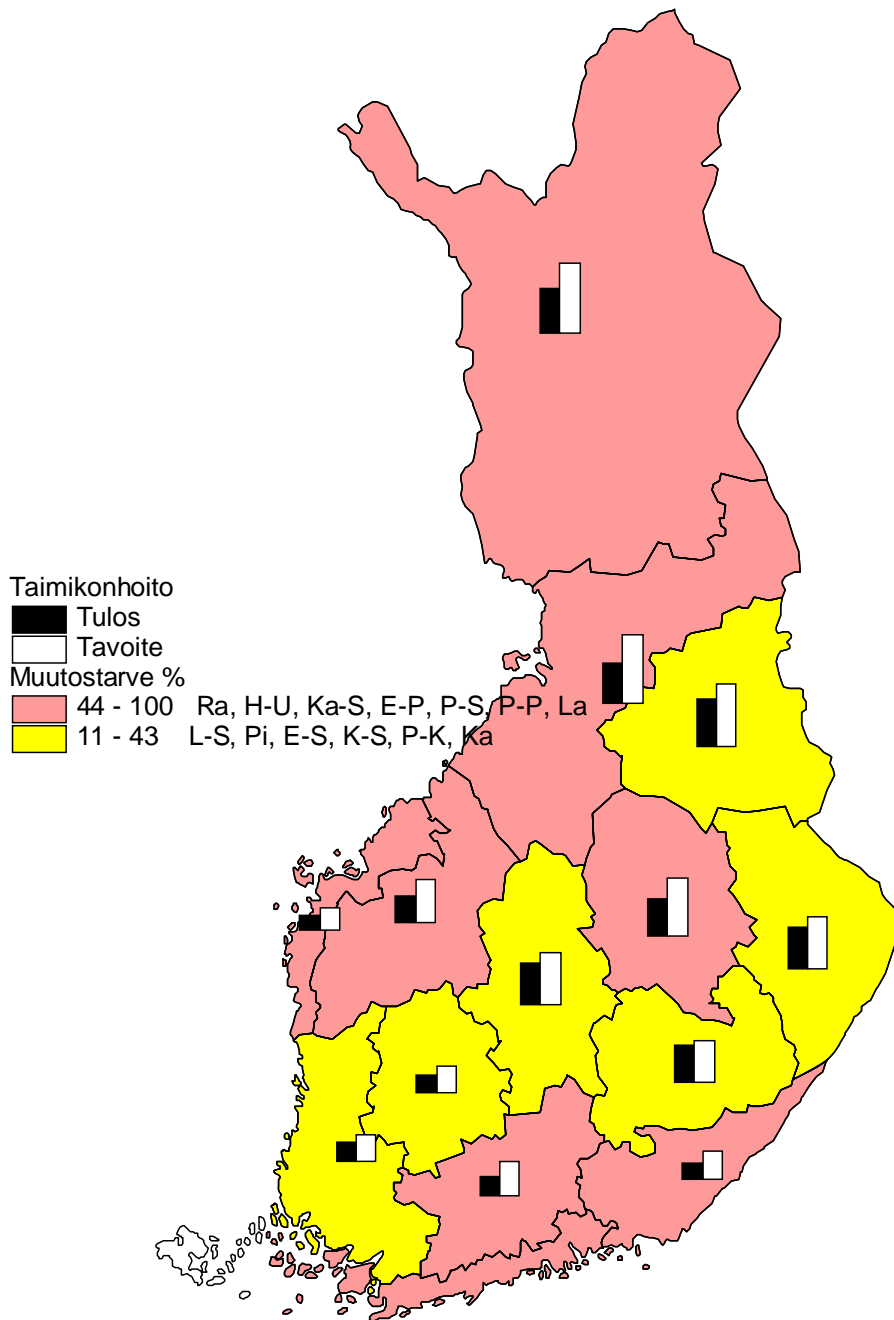 Taimikonhoito
Tulos
Tavoite
Muutostarve %
44 - 100 Ra, H-U, Ka-S, E-P, P-S, P-P, La
11 - 43 L-S, Pi, E-S, K-S, P-K, Ka